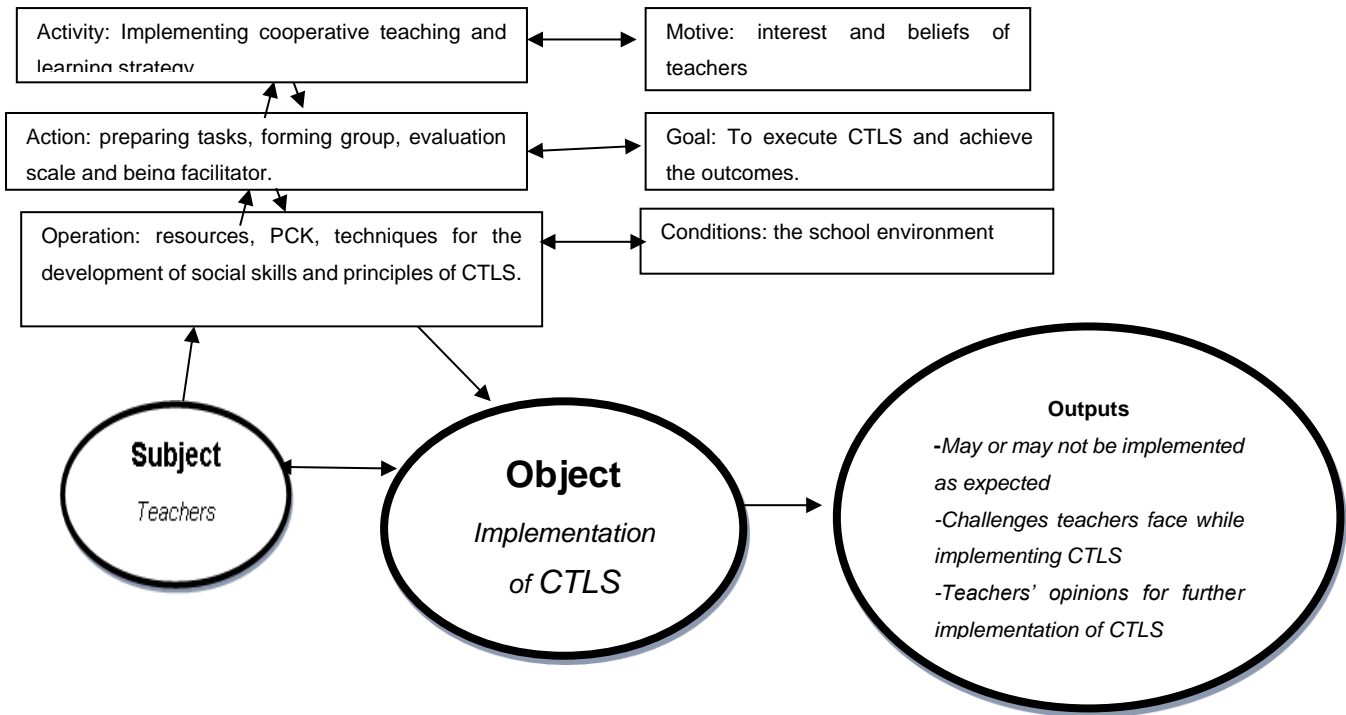 Activity: Implementing cooperative teaching and
learning strategy
Motive: interest and beliefs of
teachers
Action: preparing tasks, forming group, evaluation
scale and being facilitator.
Goal: To execute CTLS and achieve
the outcomes.
Operation: resources, PCK, techniques for the
development of social skills and principles of CTLS.
Conditions: the school environment
Subject
Teachers
Object
Implementation
of CTLS
Outputs
-May or may not be implemented
as expected
-Challenges teachers face while
implementing CTLS
-Teachers’ opinions for further
implementation of CTLS